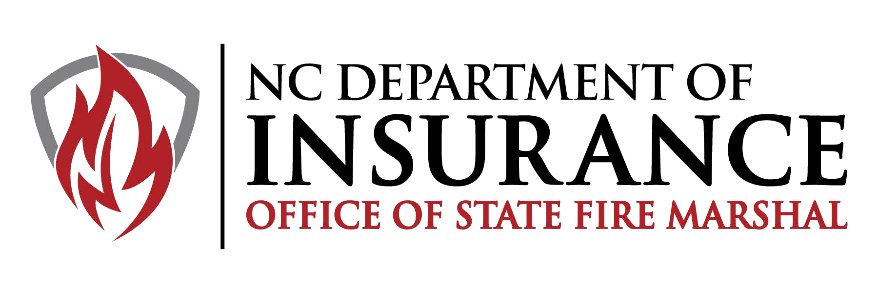 NC DEPARTMENT OF
INSURANCE
OFFICE OF STATE FIRE MARSHAL